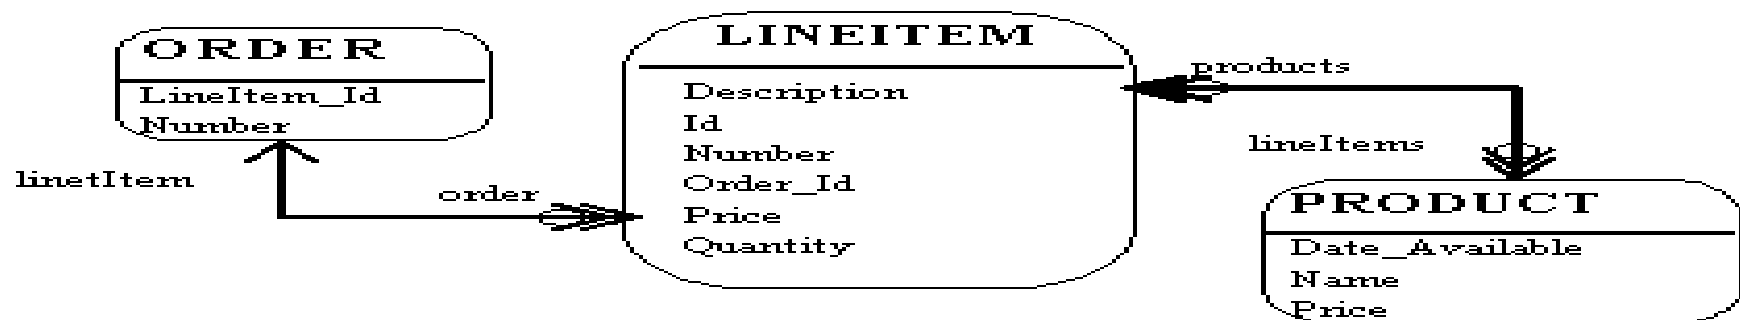 ORDER
LineItem_Id
Number
linetItem
order
LINEITEM
Description
Id
Number
Order_Id
Price
Quantity
products
lineItems
PRODUCT
Date_Available
Name
Price